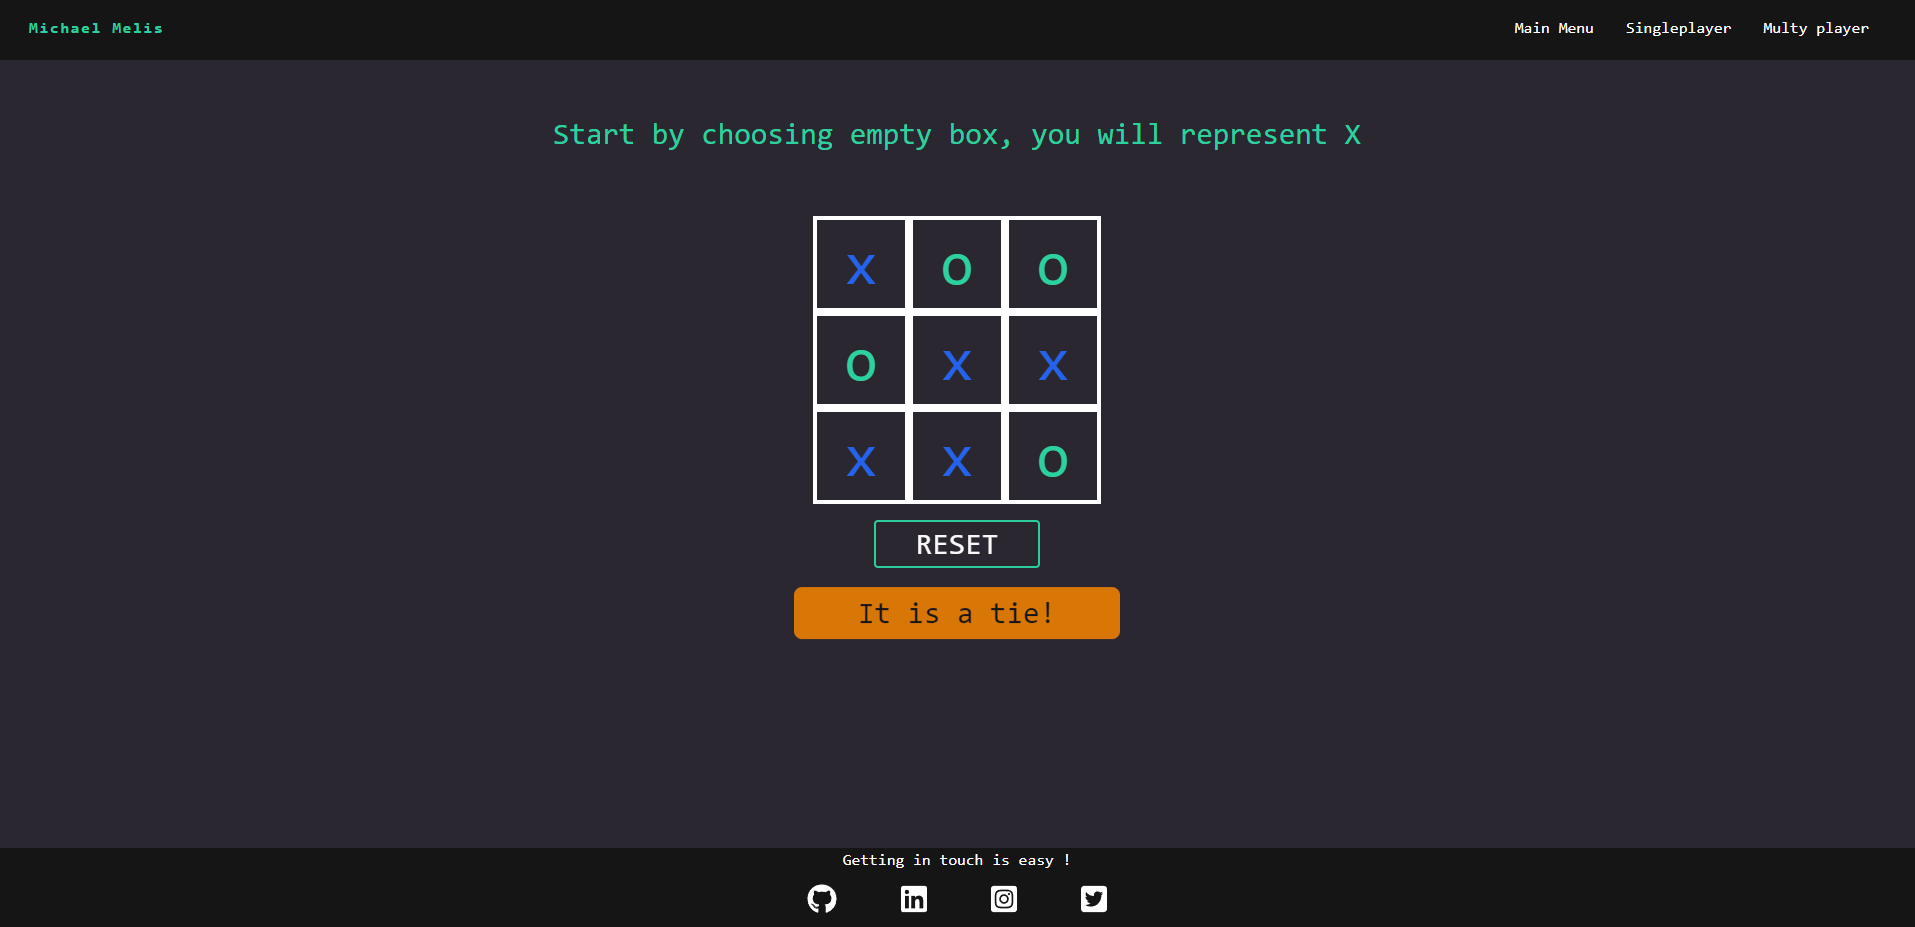 Michael Melis Main Menu Singleplayer Multy player
Start by choosing empty box, you will represent X
X O O
O X X
X X O
RESET
It is a tie!
Getting in touch is easy !
in